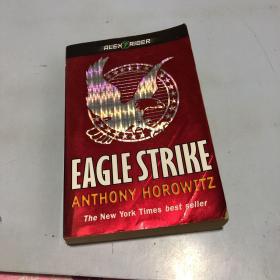 ALEX RIDER
EAGLE STRIKE
ANTHONY HOROWITZ
The New York Times best seller